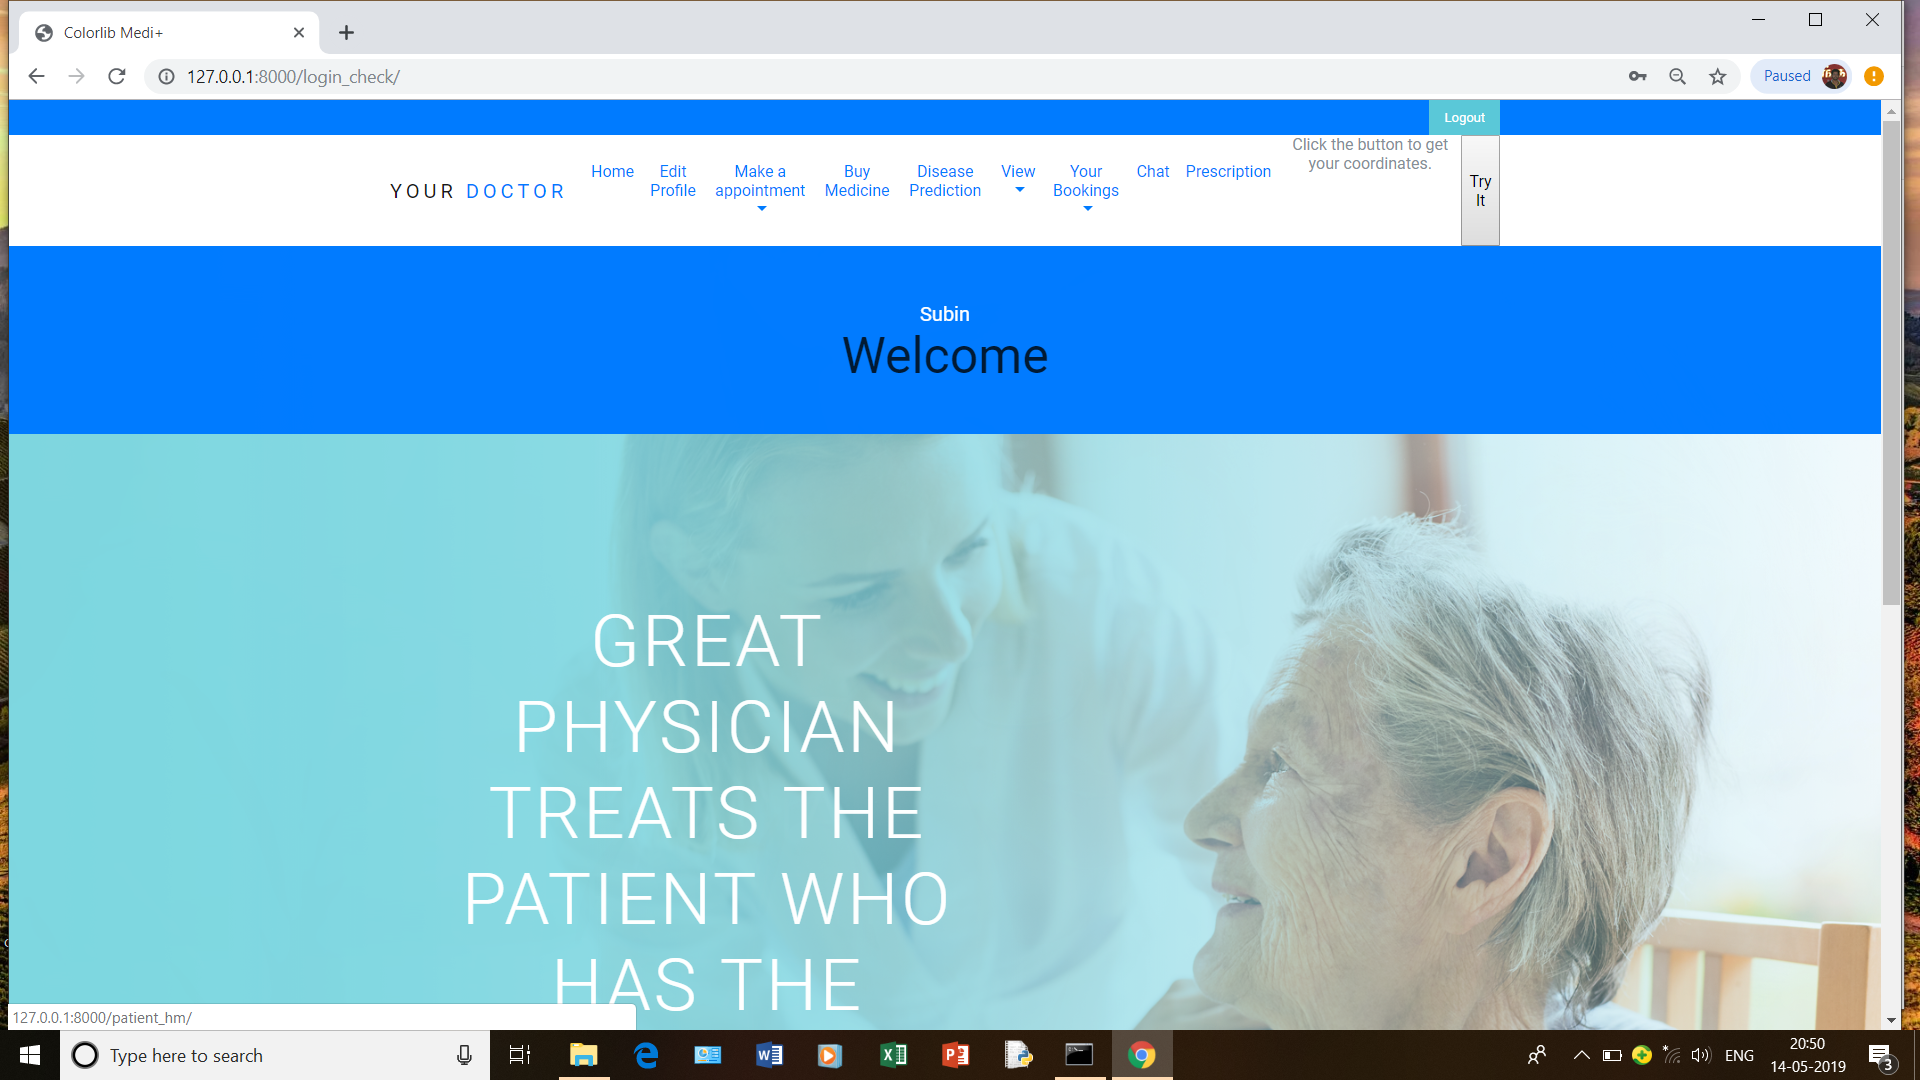 Colorlib Medi+
127.0.0.1:8000/login_check/
Paused
Logout
YOUR DOCTOR
Home
Edit
Profile
Make a
appointment
Buy
Medicine
Disease
Prediction
View
Your
Bookings
Chat
Prescription
Click the button to get
your coordinates.
Try
It
Subin
Welcome
GREAT
PHYSICIAN
TREATS THE
PATIENT WHO
HAS THE
127.0.0.1:8000/patient_hm/
Type here to search
ENG
20:50
14-05-2019
3